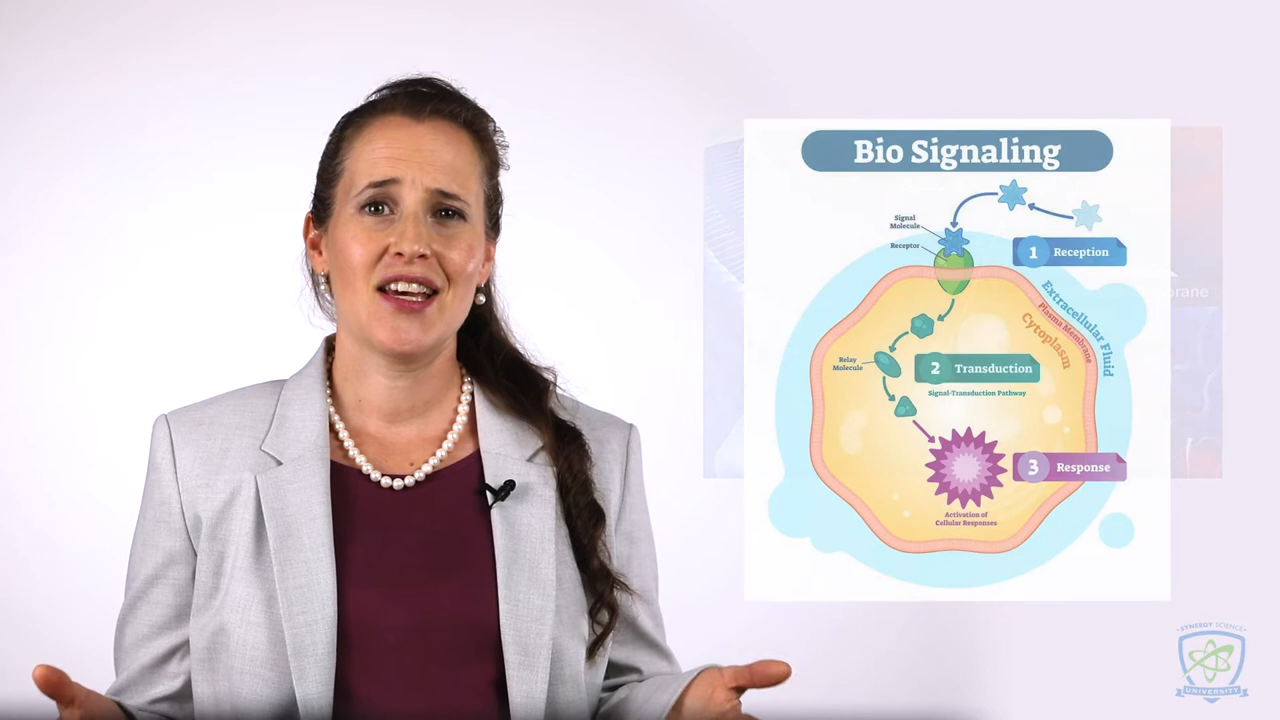 Bio Signaling
Signal
Molecule
Receptor
1 Reception
Extracellular Fluid
Plasma Membrane
Cytoplasm
Relay
Molecule
2 Transduction
Signal-Transduction Pathway
3 Response
Activation of
Cellular Responses
SYNERGY SCIENCE
UNIVERSITY